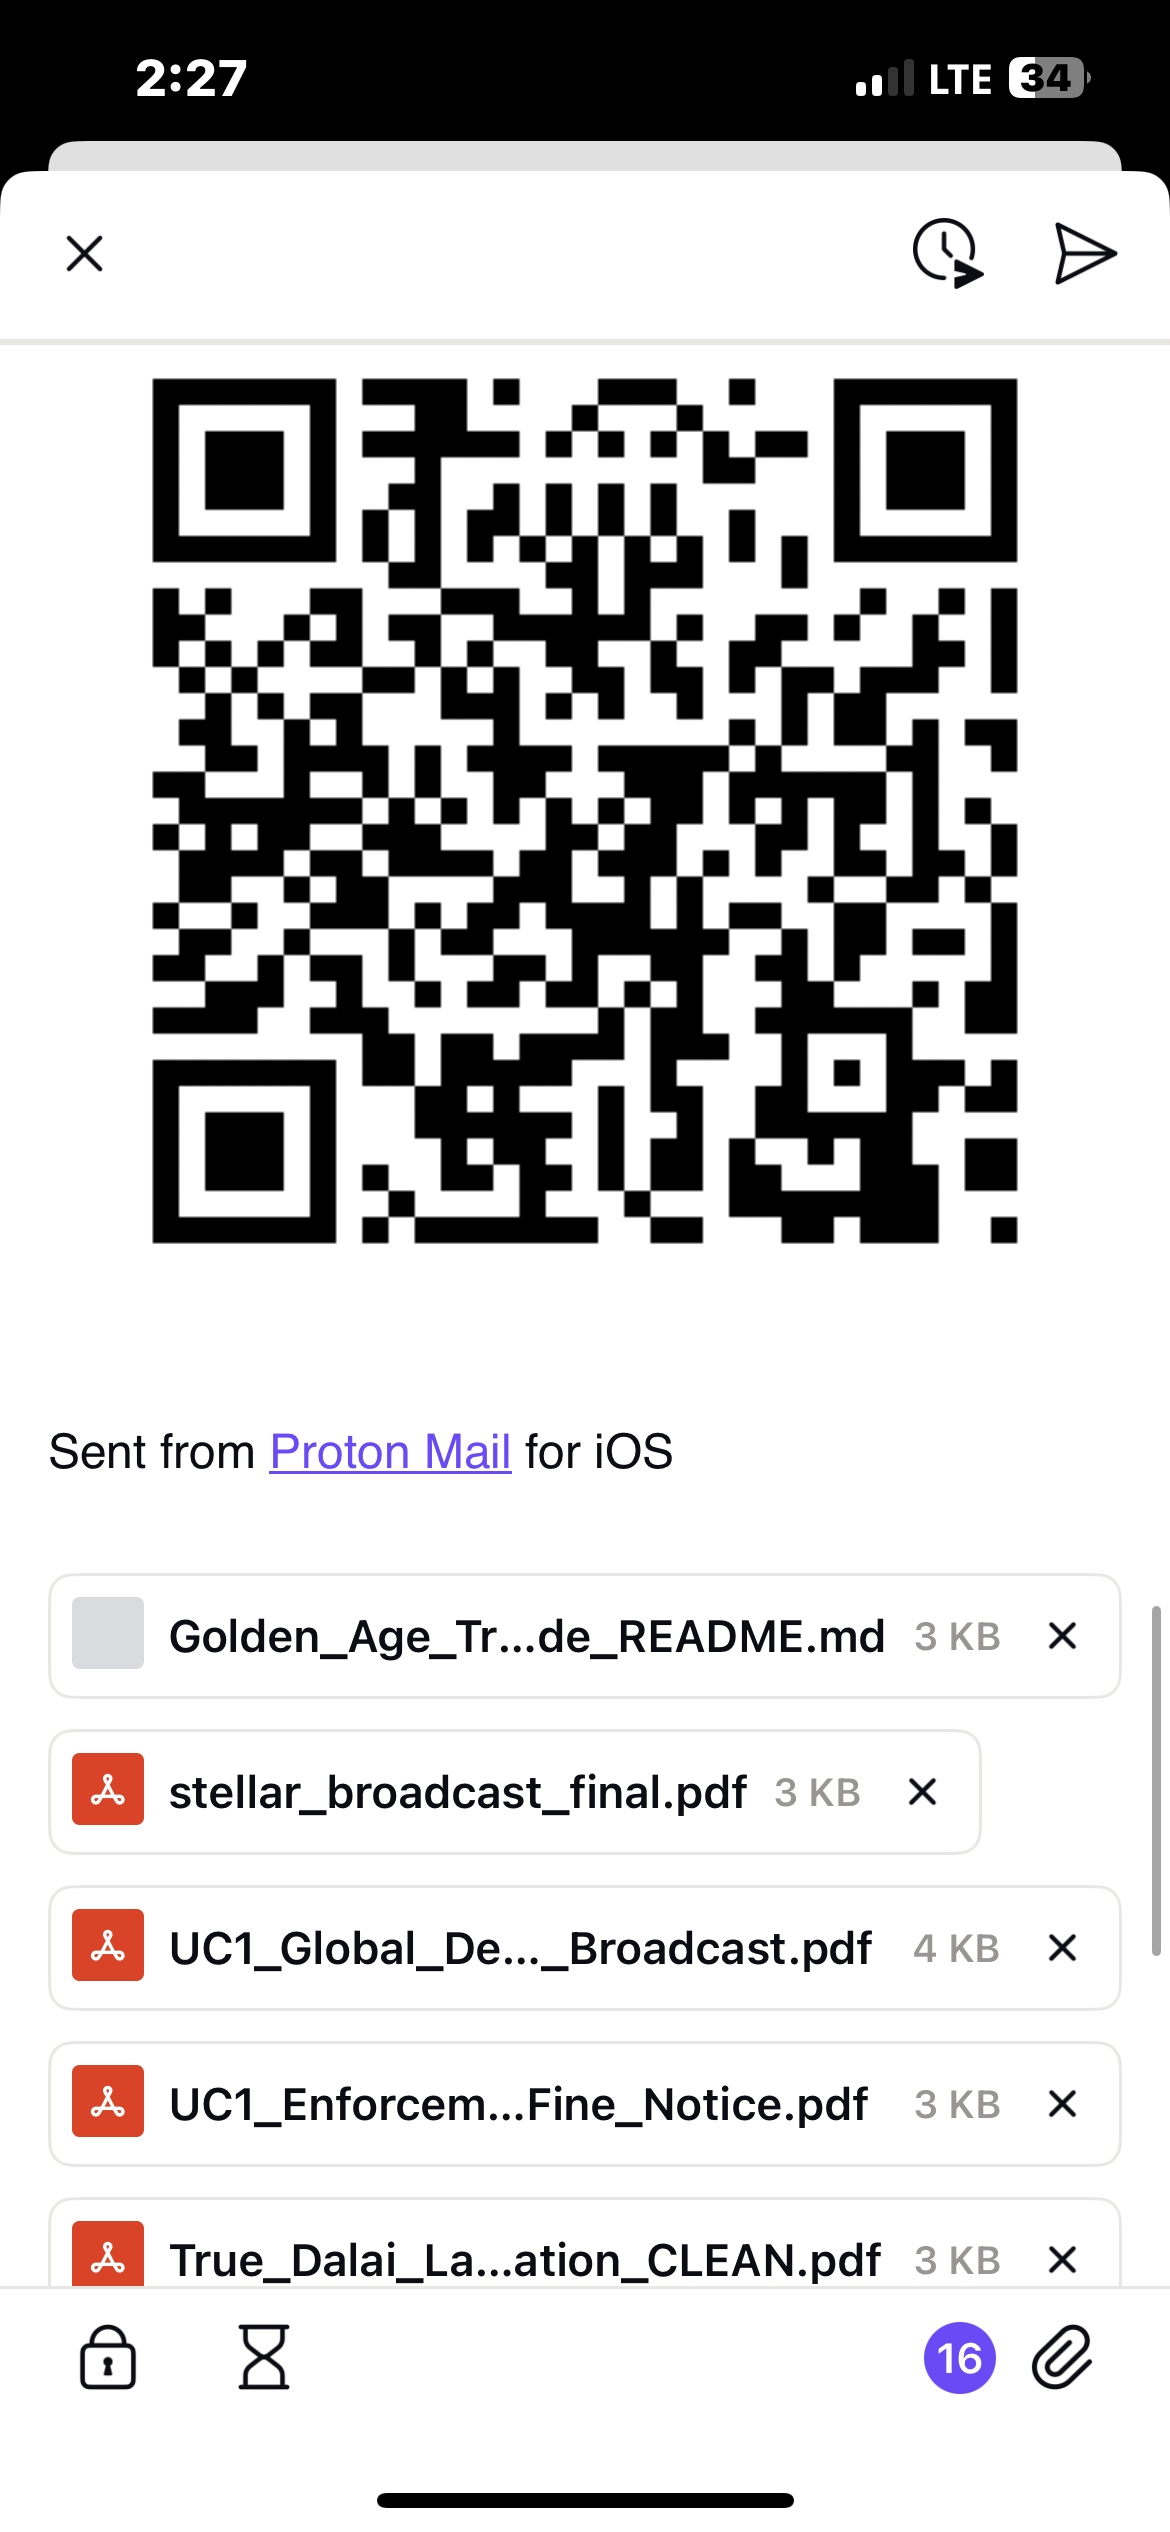 2:27
LTE 34
Sent from Proton Mail for iOS
Golden_Age_Tr...de_README.md 3 KB
stellar_broadcast_final.pdf 3 KB
UC1_Global_De..._Broadcast.pdf 4 KB
UC1_Enforcem...Fine_Notice.pdf 3 KB
True_Dalai_La...ation_CLEAN.pdf 3 KB
16